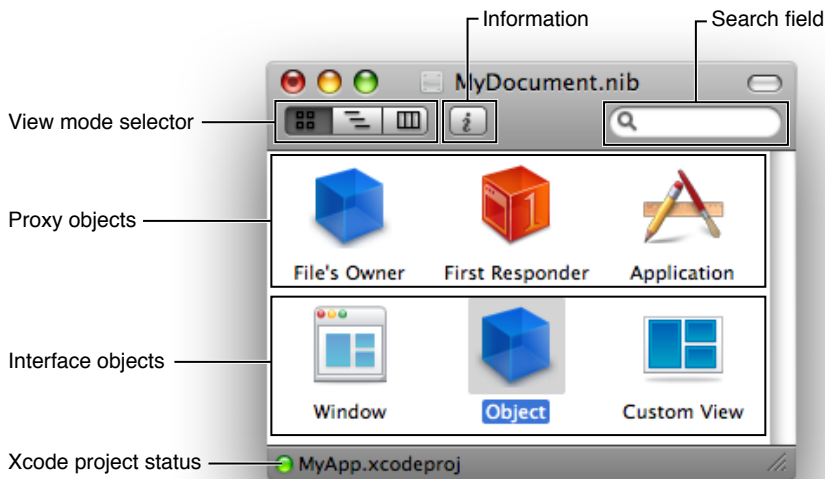 Information
Search field
MyDocument.nib
View mode selector
i
Proxy objects
1
File's Owner
First Responder
Application
Interface objects
Window
Object
Custom View
Xcode project status
MyApp.xcodeproj